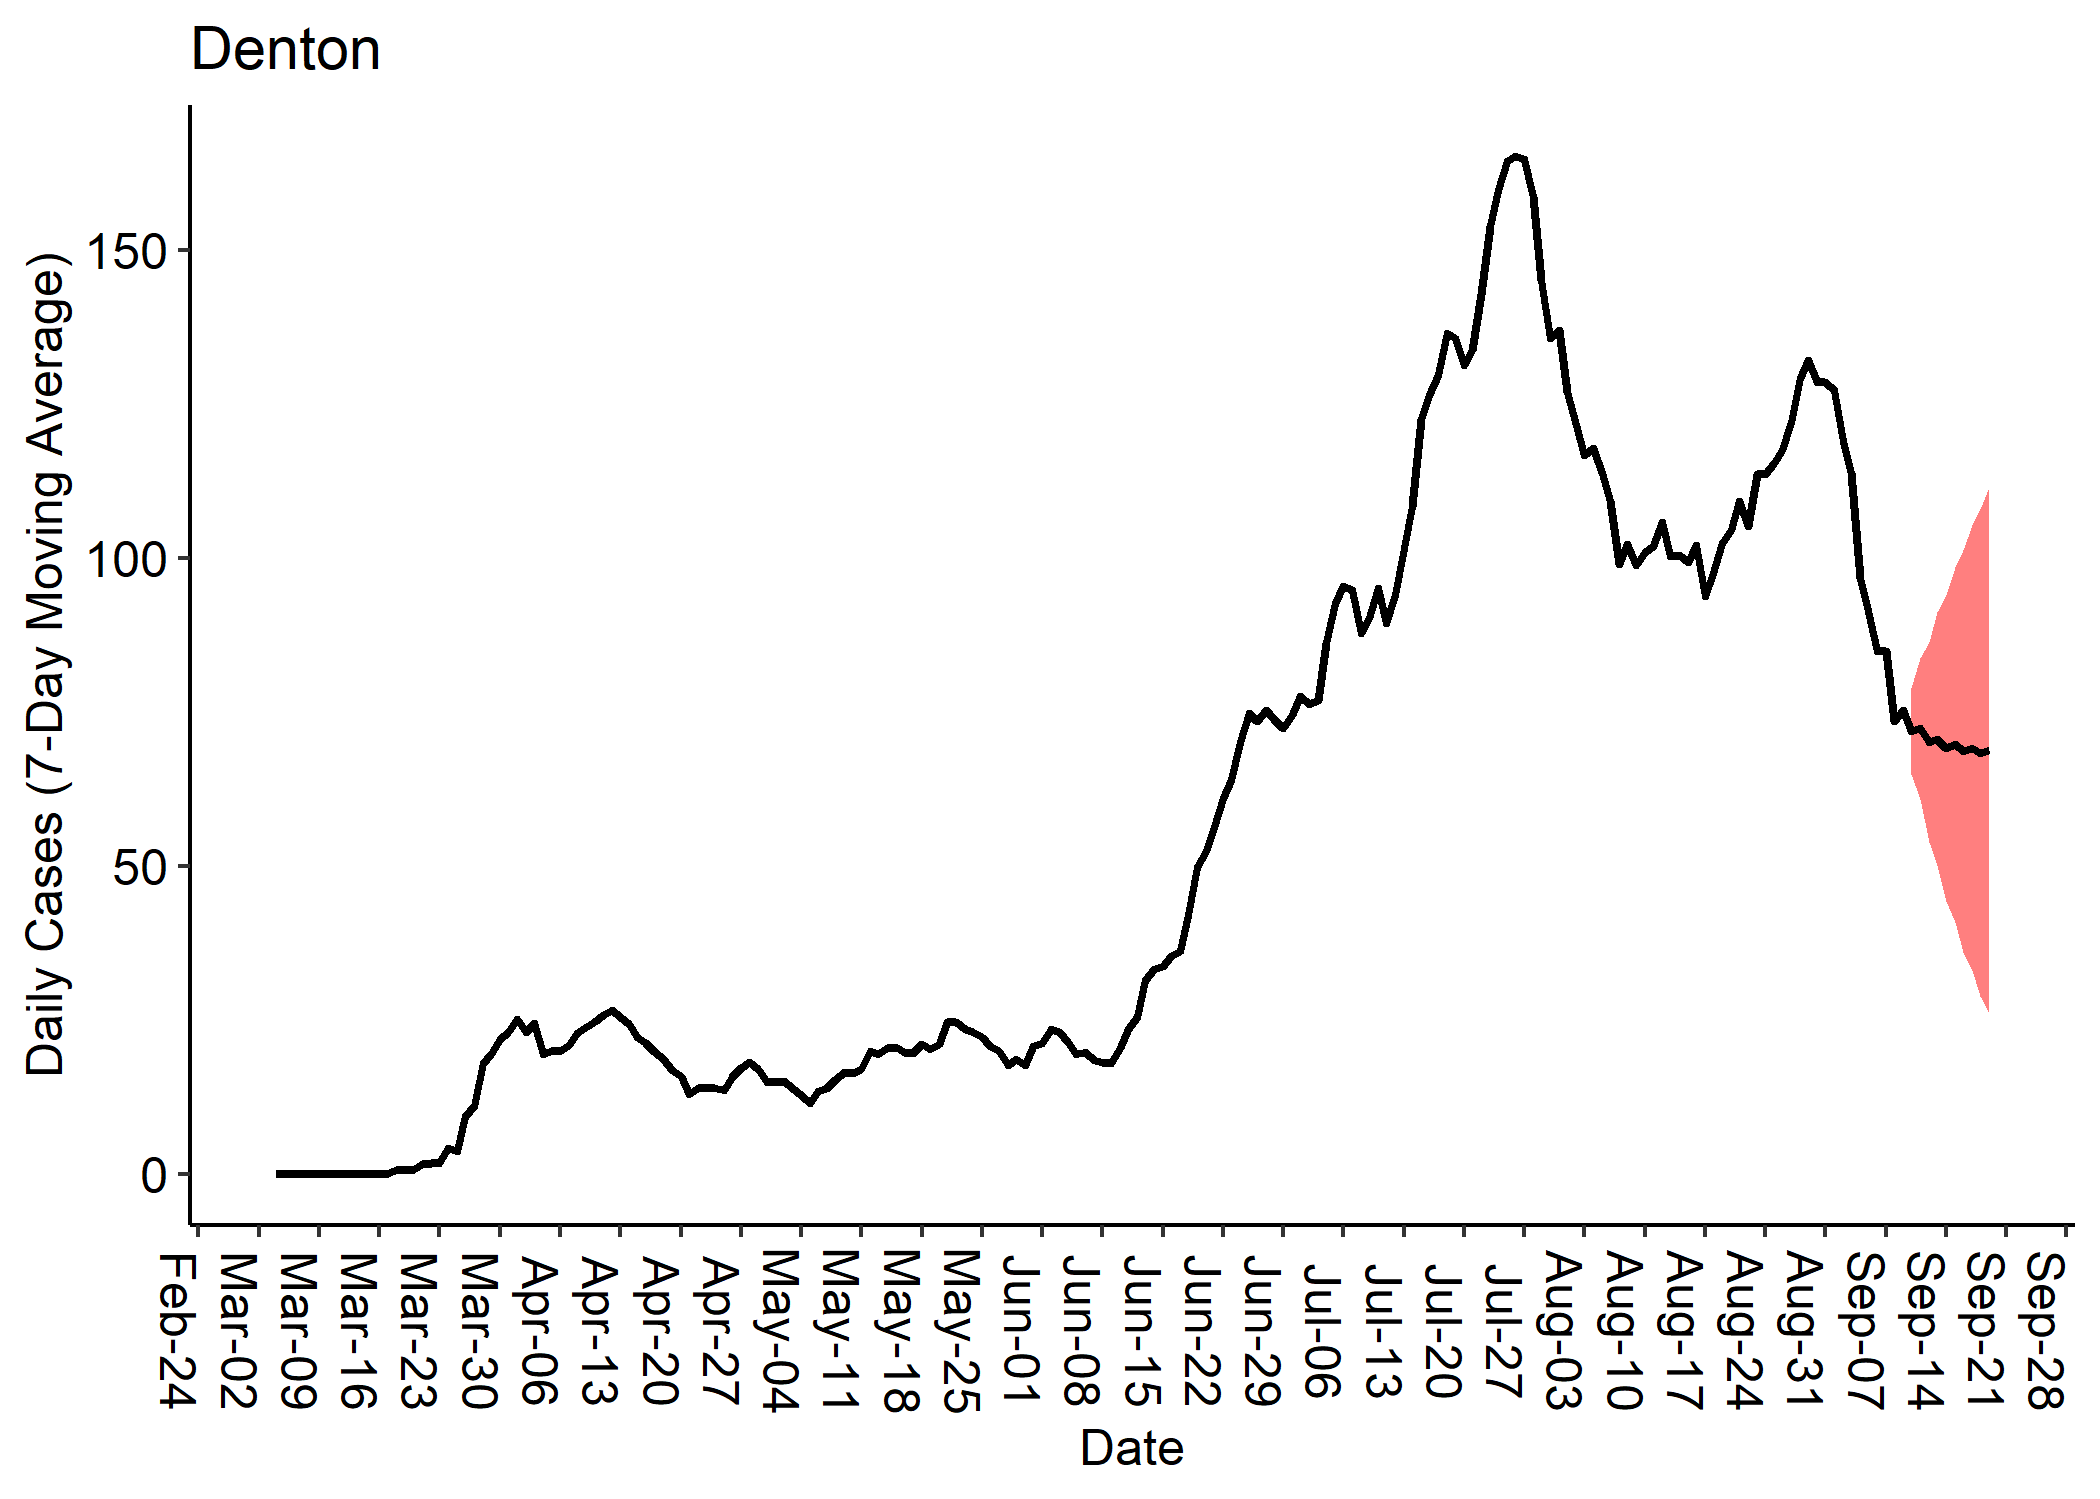 Denton
Daily Cases (7-Day Moving Average)
150
100
50
0
Feb-24
Mar-02
Mar-09
Mar-16
Mar-23
Mar-30
Apr-06
Apr-13
Apr-20
Apr-27
May-04
May-11
May-18
May-25
Jun-01
Jun-08
Jun-15
Jun-22
Jun-29
Jul-06
Jul-13
Jul-20
Jul-27
Aug-03
Aug-10
Aug-17
Aug-24
Aug-31
Sep-07
Sep-14
Sep-21
Sep-28
Date